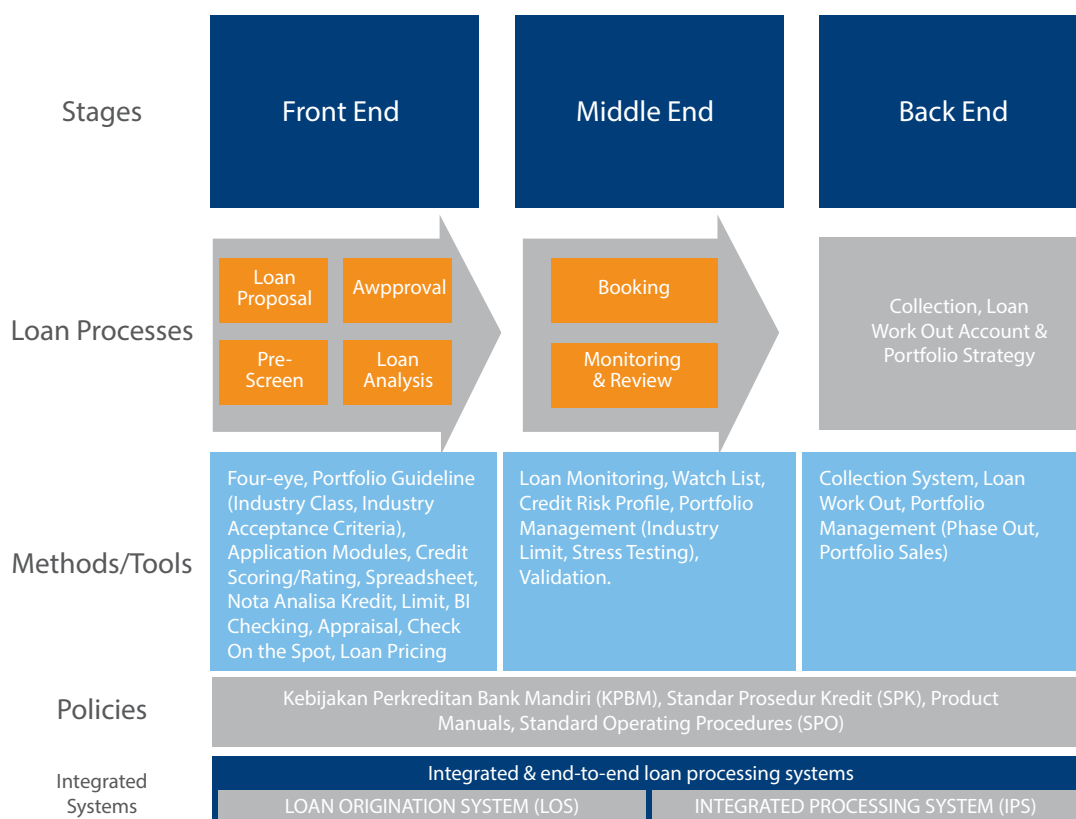 Stages
Front End
Middle End
Back End
Loan Processes
Loan
Proposal
Awpproval
Pre-
Screen
Loan
Analysis
Booking
Monitoring
& Review
Collection, Loan
Work Out Account &
Portfolio Strategy
Methods/Tools
Four-eye, Portfolio Guideline
(Industry Class, Industry
Acceptance Criteria),
Application Modules, Credit
Scoring/Rating, Spreadsheet,
Nota Analisa Kredit, Limit, BI
Checking, Appraisal, Check
On the Spot, Loan Pricing
Loan Monitoring, Watch List,
Credit Risk Profile, Portfolio
Management (Industry
Limit, Stress Testing),
Validation.
Collection System, Loan
Work Out, Portfolio
Management (Phase Out,
Portfolio Sales)
Policies
Kebijakan Perkreditan Bank Mandiri (KPBM), Standar Prosedur Kredit (SPK), Product
Manuals, Standard Operating Procedures (SPO)
Integrated
Systems
Integrated & end-to-end loan processing systems
LOAN ORIGINATION SYSTEM (LOS)
INTEGRATED PROCESSING SYSTEM (IPS)